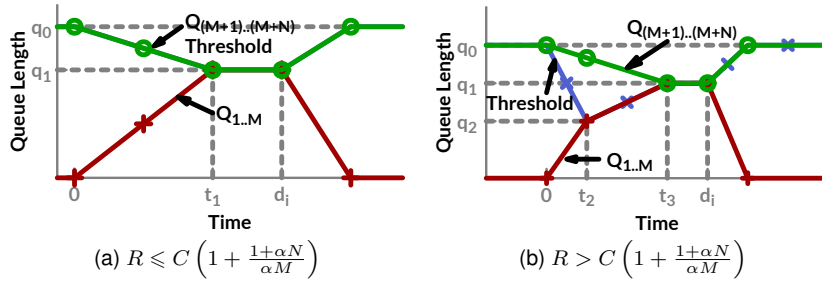 Queue Length
q₀
q₁
Q₍M+1₎..₍M+N₎
Threshold
Q₁..M
0
t₁
dᵢ
Time
(a) R ⩽ C (1 + (1+αN)/(αM))
Queue Length
q₀
q₁
q₂
Q₍M+1₎..₍M+N₎
Threshold
Q₁..M
0
t₂
t₃
dᵢ
Time
(b) R > C (1 + (1+αN)/(αM))